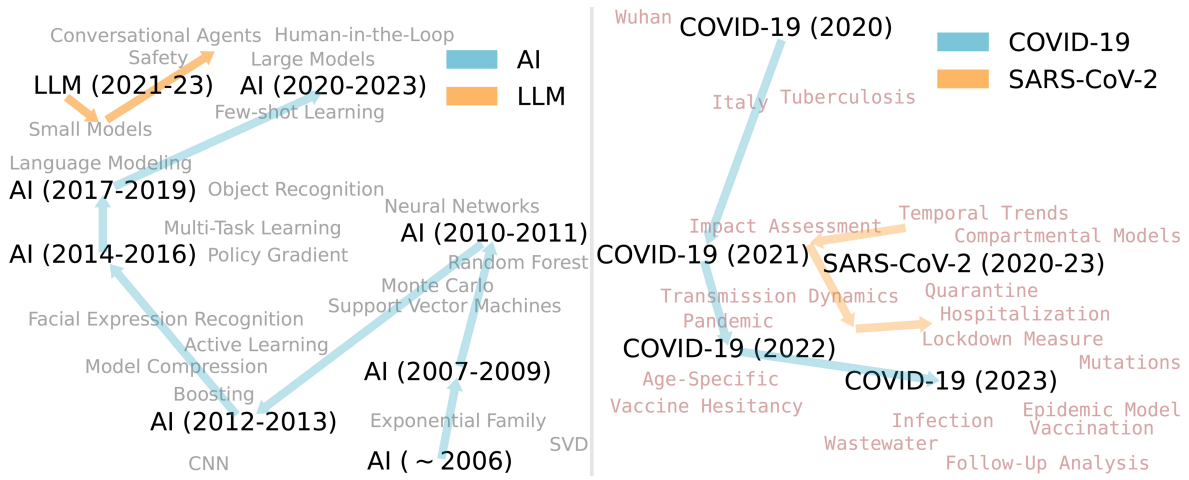 Conversational Agents
Human-in-the-Loop
Safety
Large Models
AI
LLM (2021-23)
AI (2020-2023)
LLM
Few-shot Learning
Small Models
Language Modeling
AI (2017-2019)
Object Recognition
Neural Networks
Multi-Task Learning
AI (2010-2011)
AI (2014-2016)
Policy Gradient
Random Forest
Monte Carlo
Support Vector Machines
Facial Expression Recognition
Active Learning
Model Compression
AI (2007-2009)
Boosting
AI (2012-2013)
Exponential Family
SVD
CNN
AI ( ~ 2006)
Wuhan
COVID-19 (2020)
COVID-19
SARS-CoV-2
Italy
Tuberculosis
Temporal Trends
Impact Assessment
Compartmental Models
COVID-19 (2021)
SARS-CoV-2 (2020-23)
Transmission Dynamics
Quarantine
Pandemic
Hospitalization
Lockdown Measure
COVID-19 (2022)
Mutations
Age-Specific
COVID-19 (2023)
Vaccine Hesitancy
Epidemic Model
Infection
Vaccination
Wastewater
Follow-Up Analysis